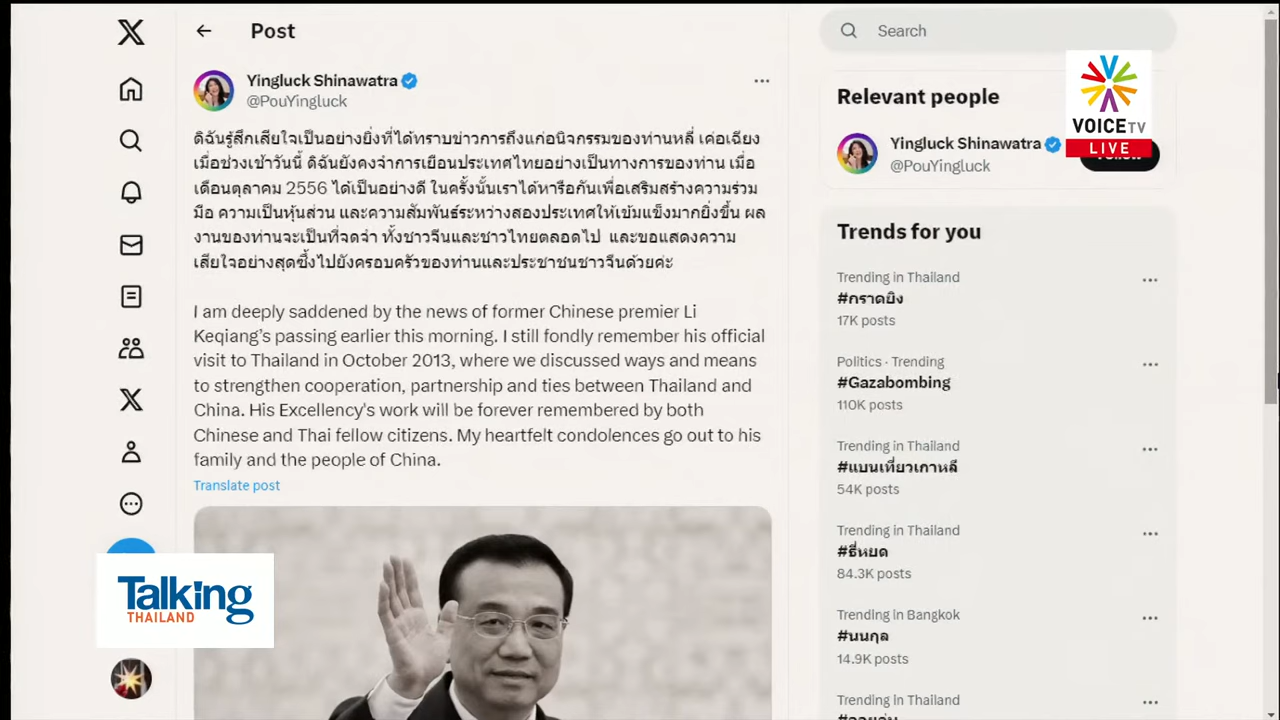 Post
Yingluck Shinawatra
@PouYingluck
ดิฉันรู้สึกเสียใจเป็นอย่างยิ่งที่ได้ทราบข่าวการถึงแก่อนิจกรรมของท่านหลี่ เค่อเฉียง
เมื่อช่วงเช้าวันนี้ ดิฉันยังคงจำการเยือนประเทศไทยอย่างเป็นทางการของท่าน เมื่อ
เดือนตุลาคม 2556 ได้เป็นอย่างดี ในครั้งนั้นเราได้หารือกันเพื่อเสริมสร้างความร่วม
มือ ความเป็นหุ้นส่วน และความสัมพันธ์ระหว่างสองประเทศให้เข้มแข็งมากยิ่งขึ้น ผล
งานของท่านจะเป็นที่จดจำ ทั้งชาวจีนและชาวไทยตลอดไป และขอแสดงความ
เสียใจอย่างสุดซึ้งไปยังครอบครัวของท่านและประชาชนชาวจีนด้วยค่ะ
I am deeply saddened by the news of former Chinese premier Li
Keqiang's passing earlier this morning. I still fondly remember his official
visit to Thailand in October 2013, where we discussed ways and means
to strengthen cooperation, partnership and ties between Thailand and
China. His Excellency's work will be forever remembered by both
Chinese and Thai fellow citizens. My heartfelt condolences go out to his
family and the people of China.
Translate post
Talking
THAILAND
Search
VOICE TV
LIVE
Relevant people
Yingluck Shinawatra
@PouYingluck
Trends for you
Trending in Thailand
#กราดยิง
17K posts
Politics · Trending
#Gazabombing
110K posts
Trending in Thailand
#แบนเที่ยวเกาหลี
54K posts
Trending in Thailand
#ธี่หยด
84.3K posts
Trending in Bangkok
#นนกุล
14.9K posts
Trending in Thailand